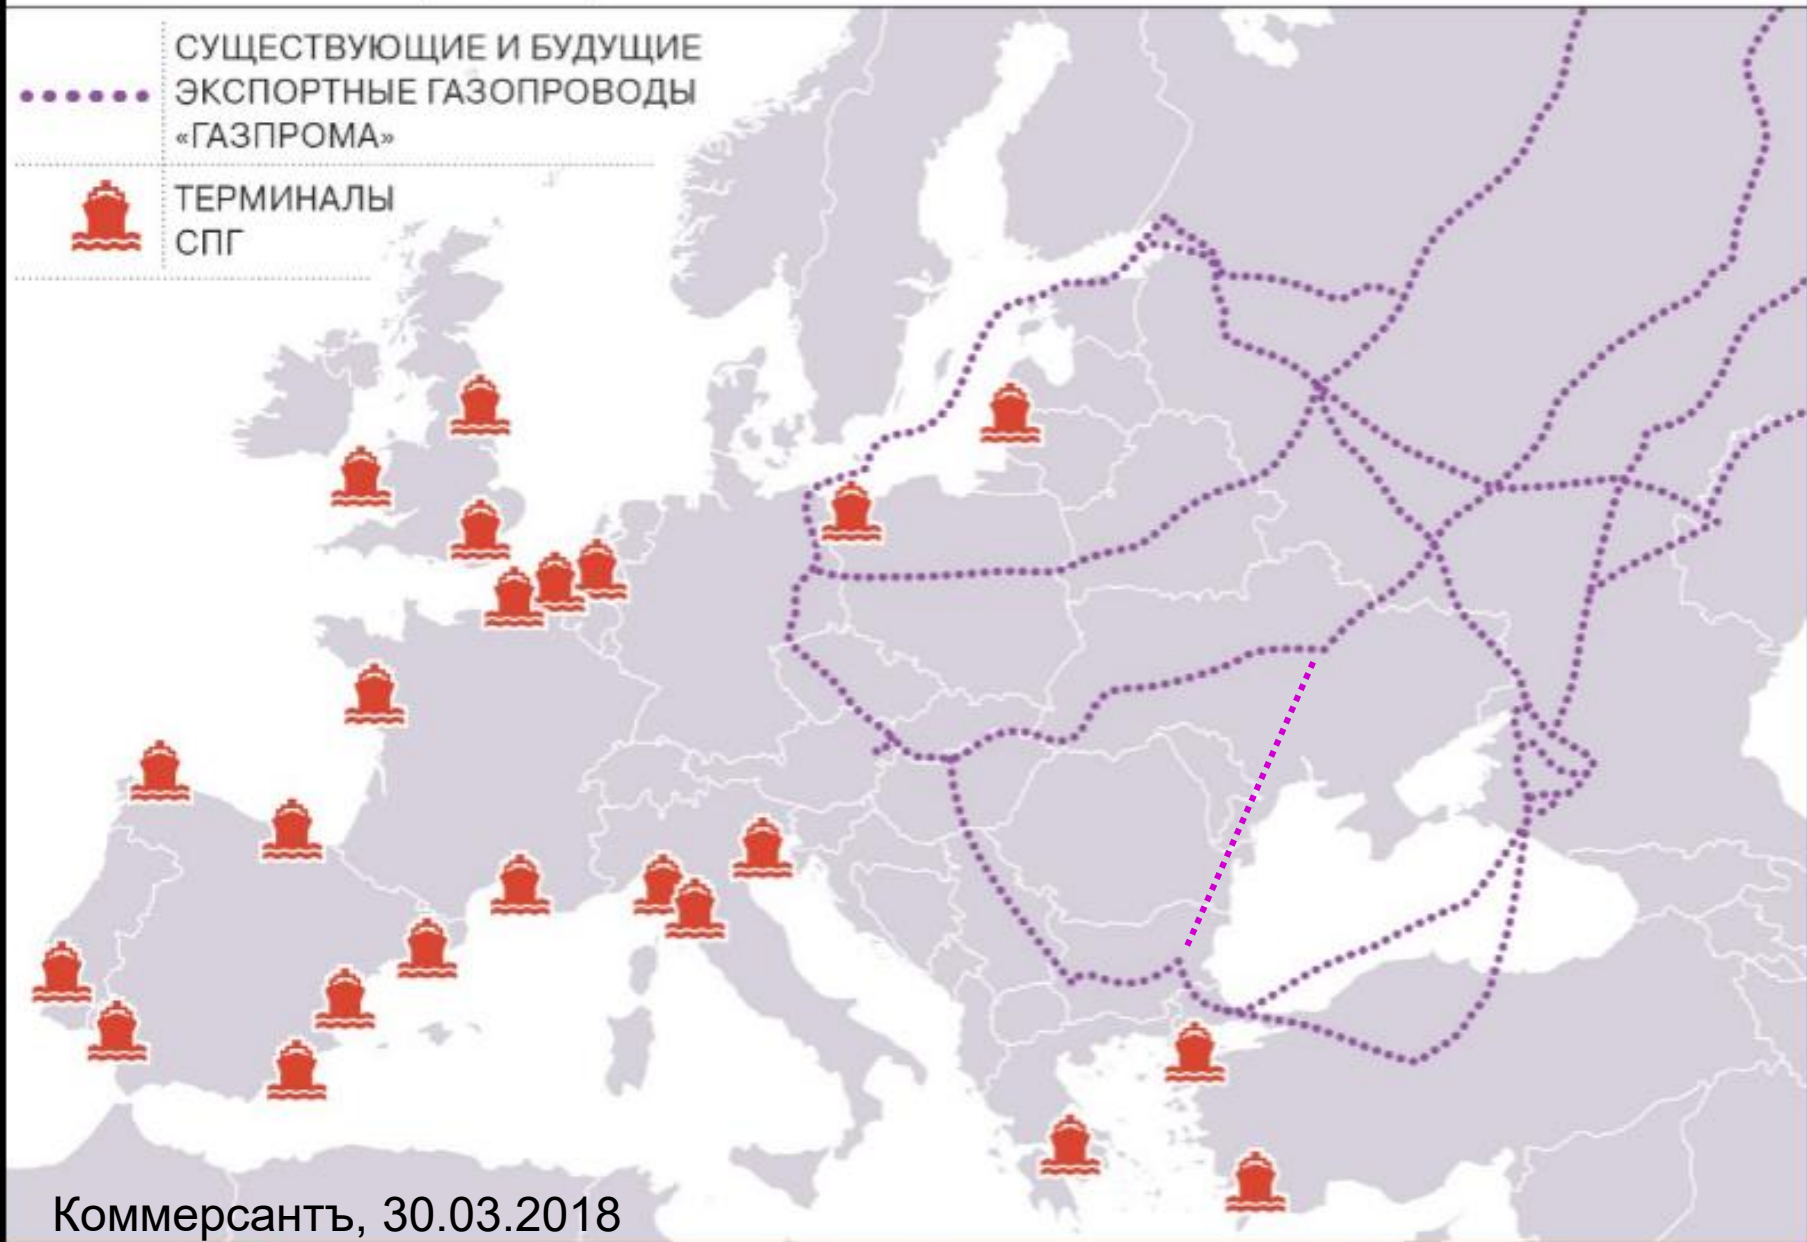 СУЩЕСТВУЮЩИЕ И БУДУЩИЕ
ЭКСПОРТНЫЕ ГАЗОПРОВОДЫ
«ГАЗПРОМА»
ТЕРМИНАЛЫ
СПГ
Коммерсантъ, 30.03.2018